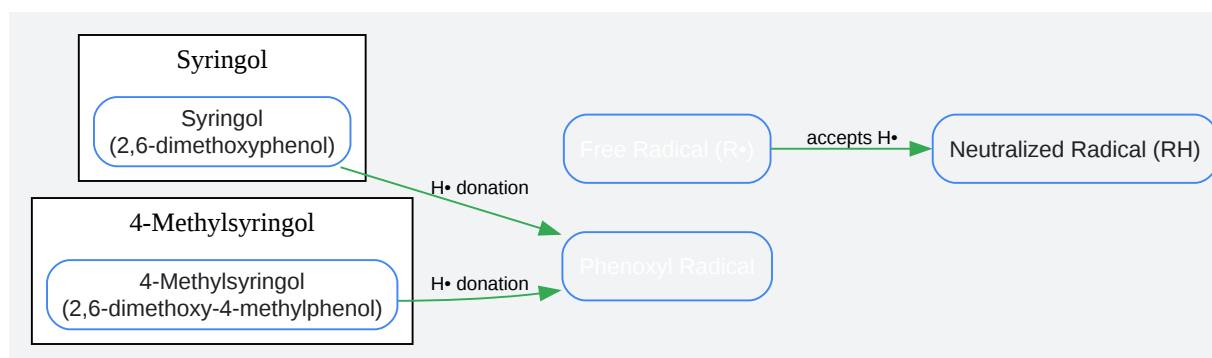 Syringol
Syringol
(2,6-dimethoxyphenol)
H• donation
4-Methylsyringol
4-Methylsyringol
(2,6-dimethoxy-4-methylphenol)
H• donation
Free Radical (R•)
accepts H•
Neutralized Radical (RH)
Phenoxyl Radical